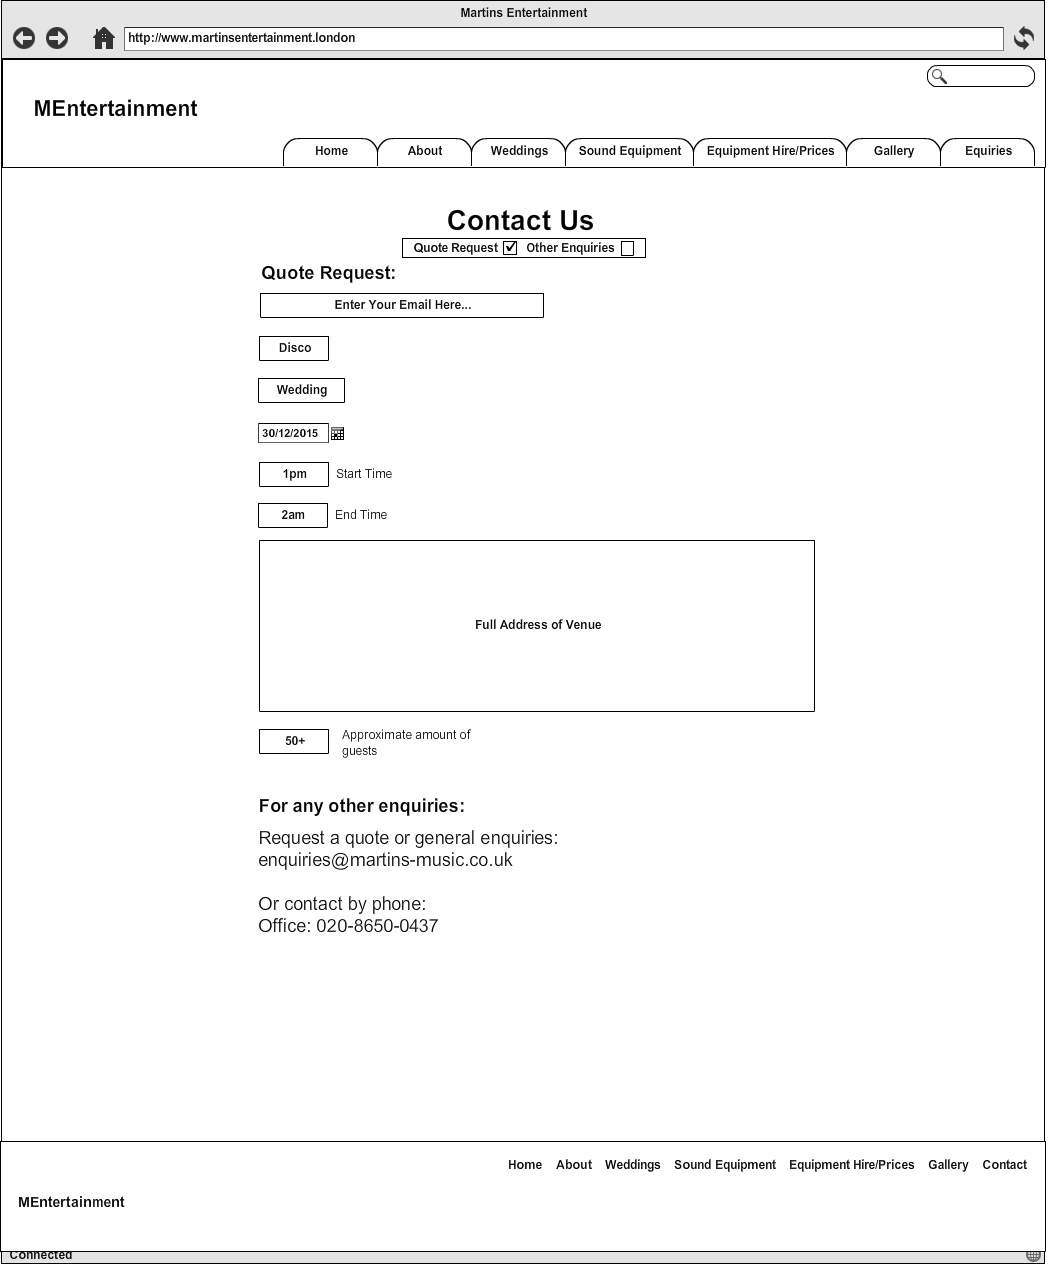 Martins Entertainment
http://www.martinsentertainment.london
MEntertainment
Home About Weddings Sound Equipment Equipment Hire/Prices Gallery Equiries
Contact Us
Quote Request Other Enquiries
Quote Request:
Enter Your Email Here...
Disco
Wedding
30/12/2015
1pm Start Time
2am End Time
Full Address of Venue
50+ Approximate amount of
guests
For any other enquiries:
Request a quote or general enquiries:
enquiries@martins-music.co.uk
Or contact by phone:
Office: 020-8650-0437
Home About Weddings Sound Equipment Equipment Hire/Prices Gallery Contact
MEntertainment
Connected